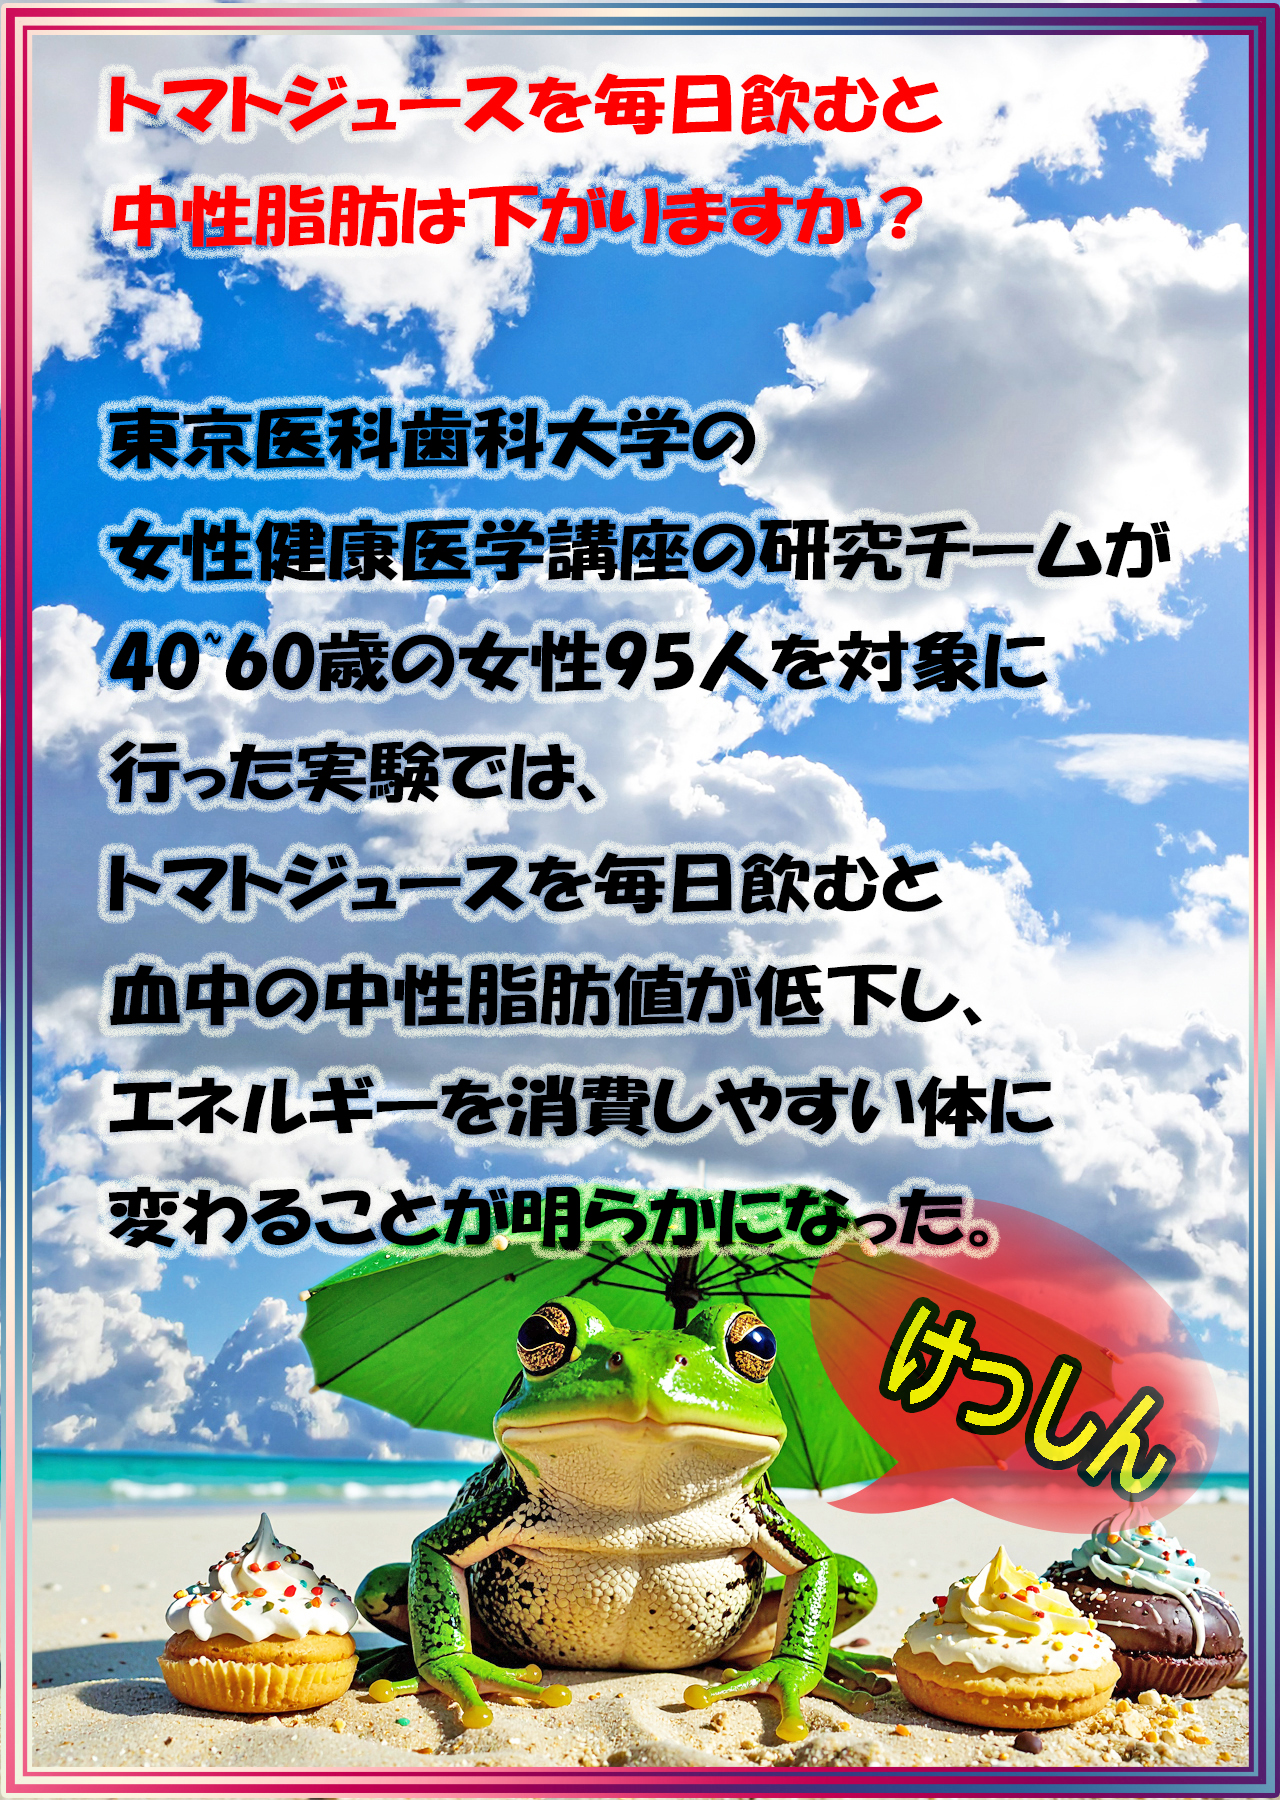 トマトジュースを毎日飲むと
中性脂肪は下がりますか？
東京医科歯科大学の
女性健康医学講座の研究チームが
40~60歳の女性95人を対象に
行った実験では、
トマトジュースを毎日飲むと
血中の中性脂肪値が低下し、
エネルギーを消費しやすい体に
変わることが明らかになった。
けつしん